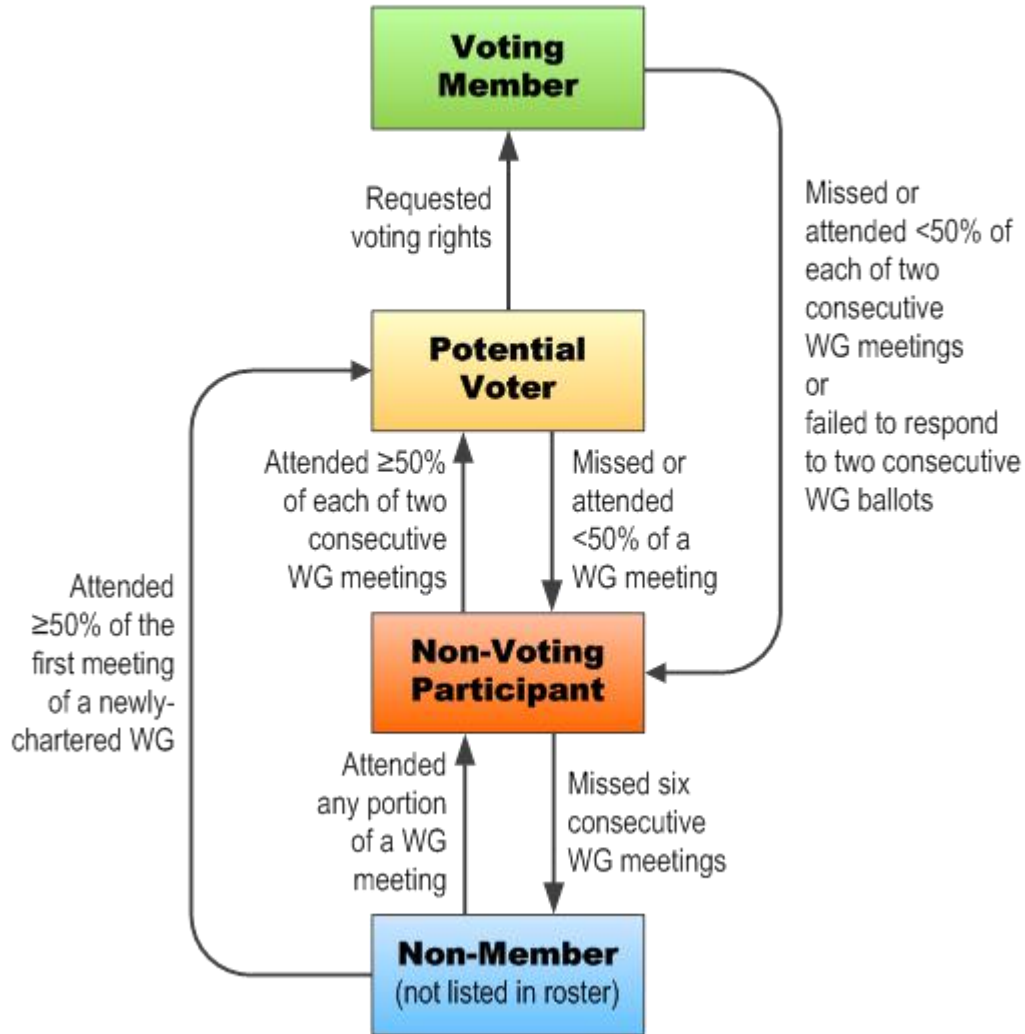 Voting
Member
Requested
voting rights
Missed or
attended <50% of
each of two
consecutive
WG meetings
or
failed to respond
to two consecutive
WG ballots
Potential
Voter
Attended ≥50%
of each of two
consecutive
WG meetings
Missed or
attended
<50% of a
WG meeting
Attended
≥50% of the
first meeting
of a newly-
chartered WG
Non-Voting
Participant
Attended
any portion
of a WG
meeting
Missed six
consecutive
WG meetings
Non-Member
(not listed in roster)